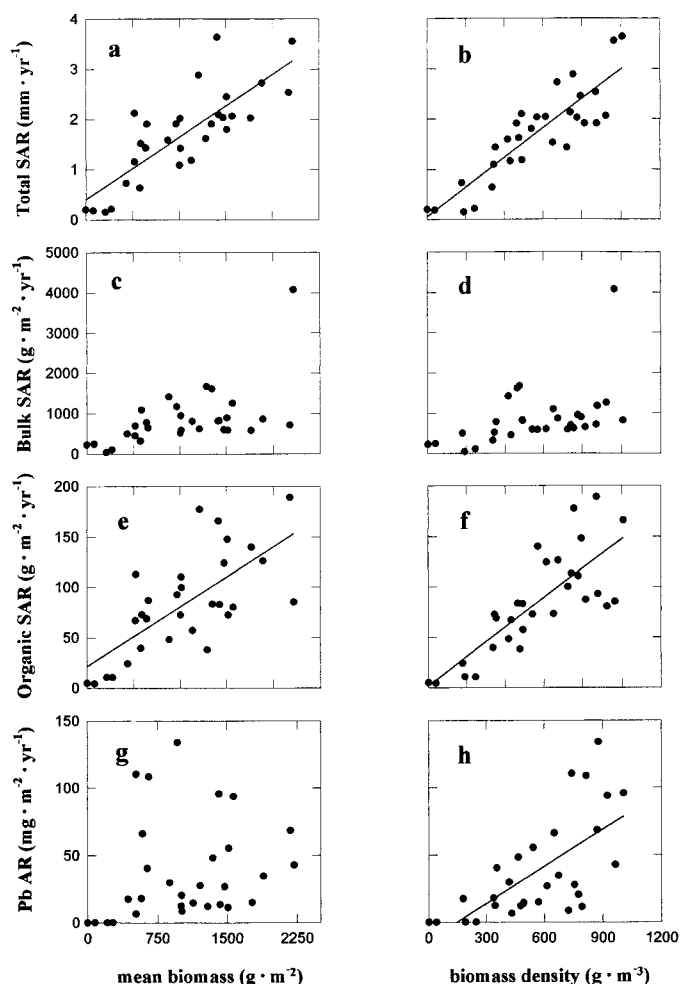 a
b
Total SAR (mm · yr⁻¹)
4
3
2
1
0
c
d
Bulk SAR (g · m⁻² · yr⁻¹)
5000
4000
3000
2000
1000
0
e
f
Organic SAR (g · m⁻² · yr⁻¹)
200
150
100
50
0
g
h
Pb AR (mg · m⁻² · yr⁻¹)
150
100
50
0
0 750 1500 2250
0 300 600 900 1200
mean biomass (g · m⁻²)
biomass density (g · m⁻³)